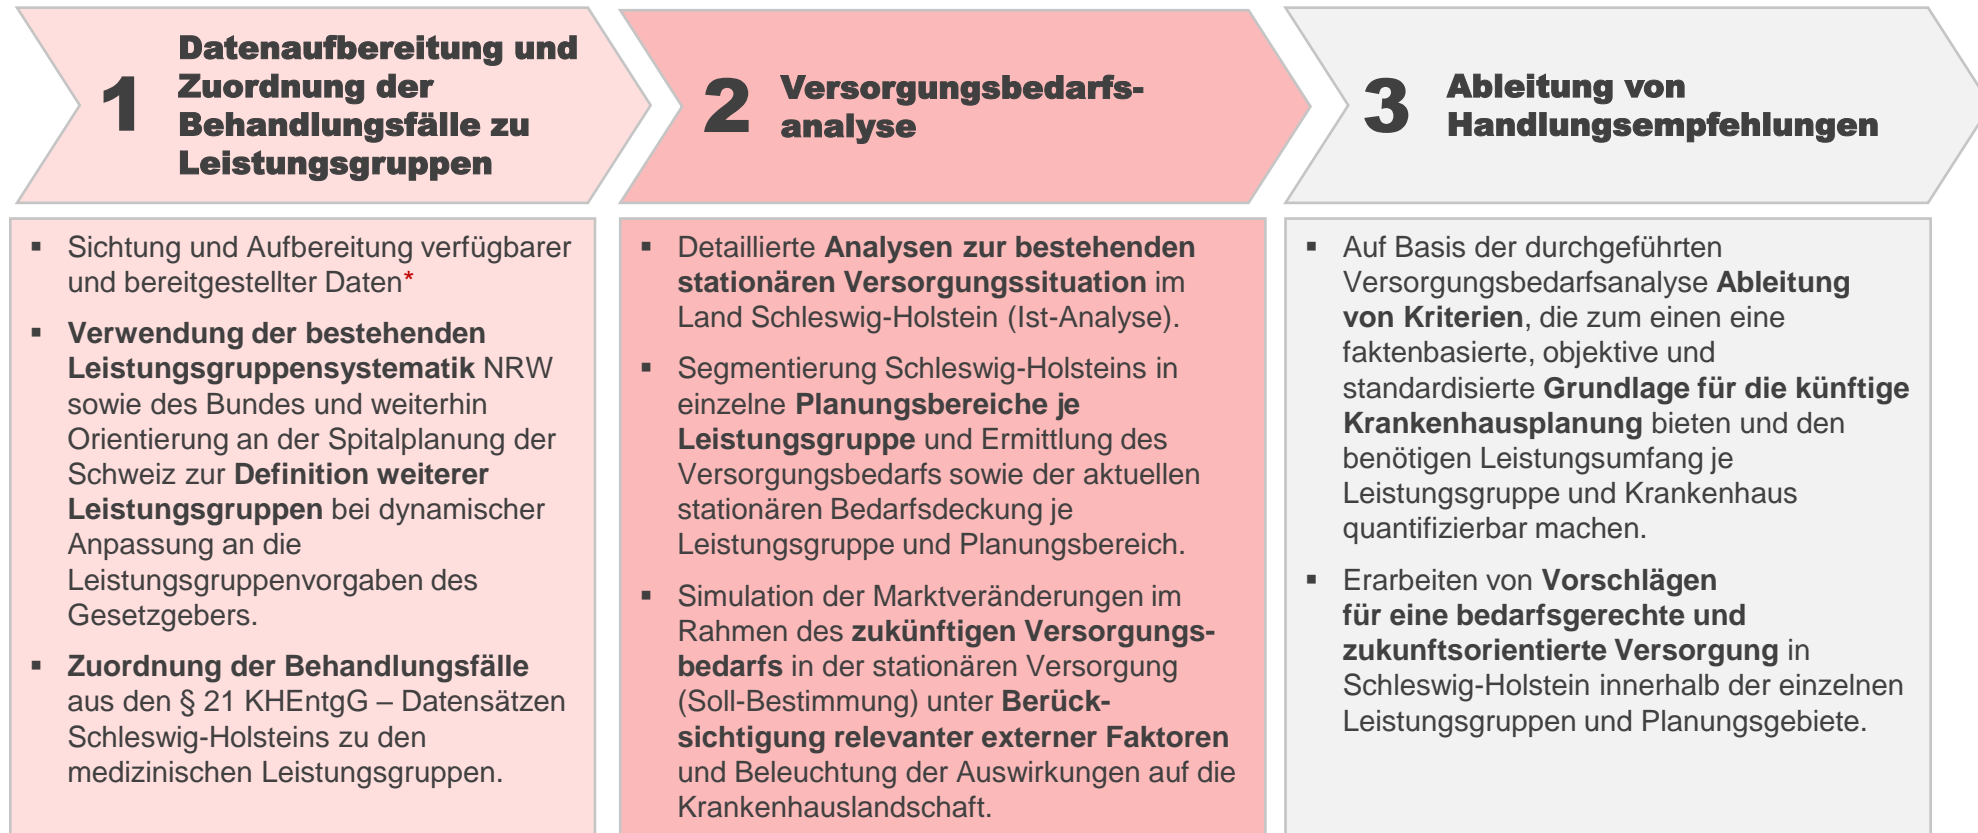 1
Datenaufbereitung und
Zuordnung der
Behandlungsfälle zu
Leistungsgruppen
▪ Sichtung und Aufbereitung verfügbarer
und bereitgestellter Daten*
▪ Verwendung der bestehenden
Leistungsgruppensystematik NRW
sowie des Bundes und weiterhin
Orientierung an der Spitalplanung der
Schweiz zur Definition weiterer
Leistungsgruppen bei dynamischer
Anpassung an die
Leistungsgruppenvorgaben des
Gesetzgebers.
▪ Zuordnung der Behandlungsfälle
aus den § 21 KHEntgG – Datensätzen
Schleswig-Holsteins zu den
medizinischen Leistungsgruppen.
2
Versorgungsbedarfs-
analyse
▪ Detaillierte Analysen zur bestehenden
stationären Versorgungssituation im
Land Schleswig-Holstein (Ist-Analyse).
▪ Segmentierung Schleswig-Holsteins in
einzelne Planungsbereiche je
Leistungsgruppe und Ermittlung des
Versorgungsbedarfs sowie der aktuellen
stationären Bedarfsdeckung je
Leistungsgruppe und Planungsbereich.
▪ Simulation der Marktveränderungen im
Rahmen des zukünftigen Versorgungs-
bedarfs in der stationären Versorgung
(Soll-Bestimmung) unter Berück-
sichtigung relevanter externer Faktoren
und Beleuchtung der Auswirkungen auf die
Krankenhauslandschaft.
3
Ableitung von
Handlungsempfehlungen
▪ Auf Basis der durchgeführten
Versorgungsbedarfsanalyse Ableitung
von Kriterien, die zum einen eine
faktenbasierte, objektive und
standardisierte Grundlage für die künftige
Krankenhausplanung bieten und den
benötigen Leistungsumfang je
Leistungsgruppe und Krankenhaus
quantifizierbar machen.
▪ Erarbeiten von Vorschlägen
für eine bedarfsgerechte und
zukunftsorientierte Versorgung in
Schleswig-Holstein innerhalb der einzelnen
Leistungsgruppen und Planungsgebiete.